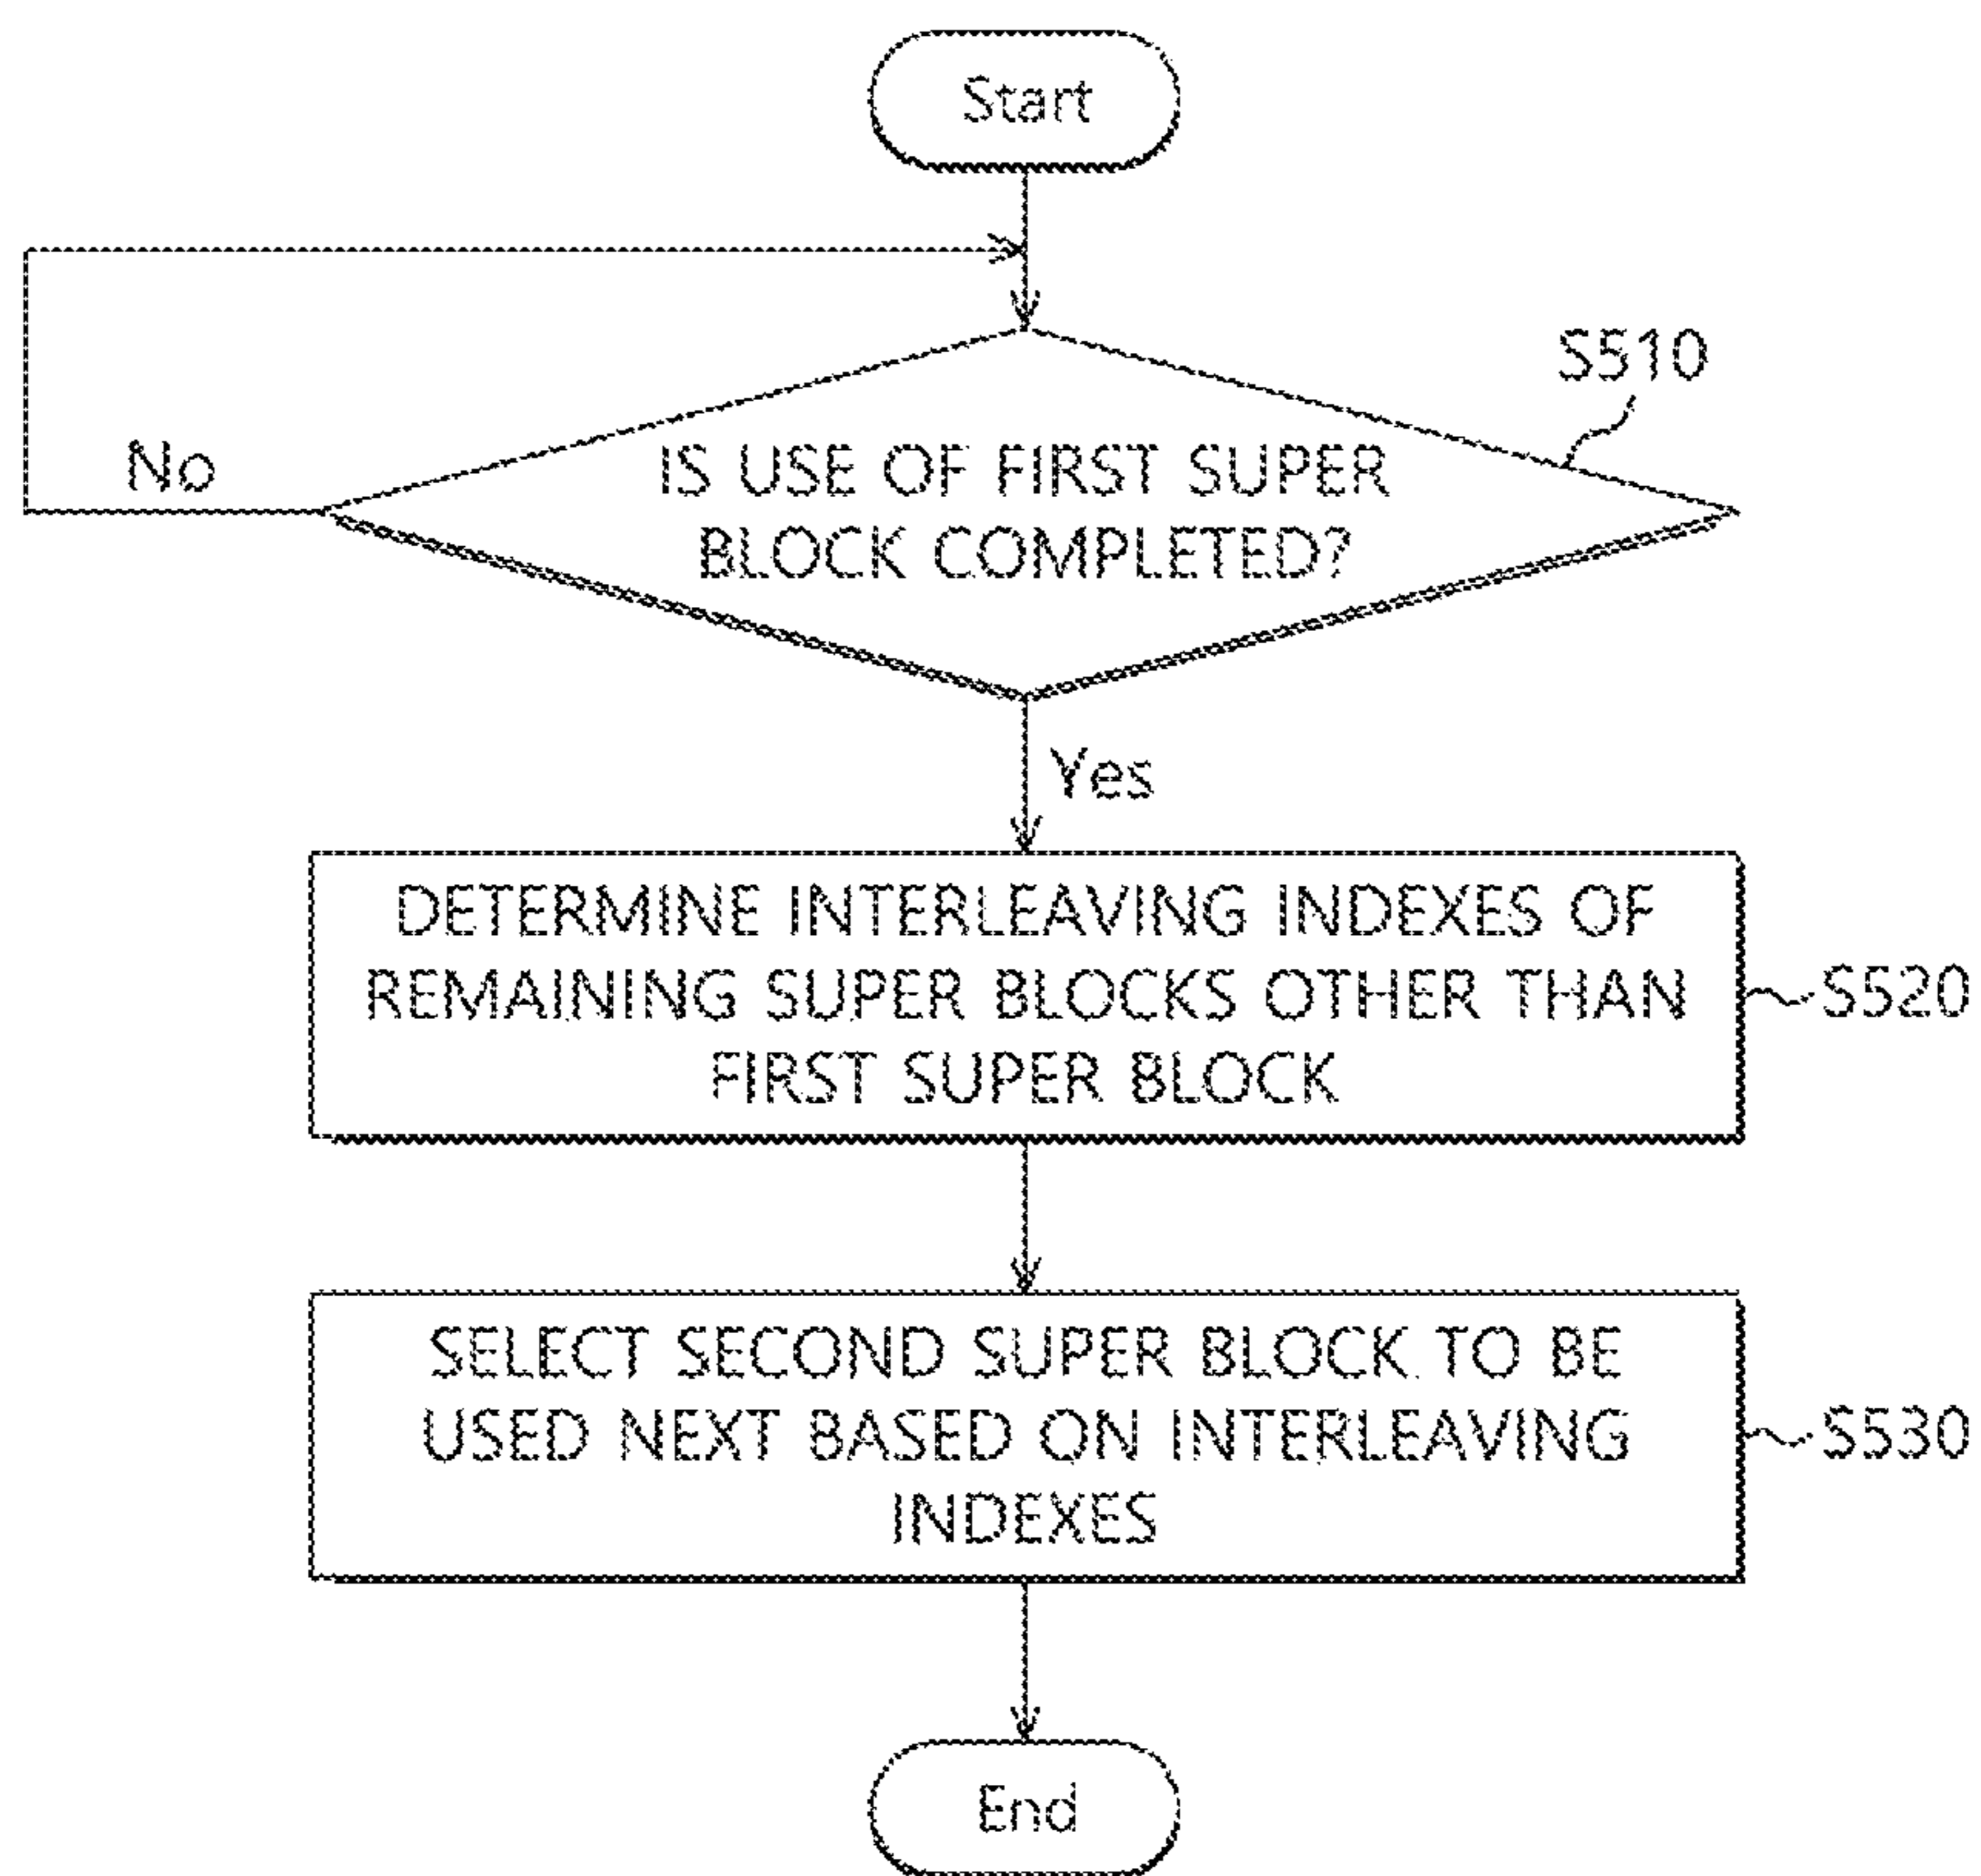 Start
S510
No
IS USE OF FIRST SUPER
BLOCK COMPLETED?
Yes
DETERMINE INTERLEAVING INDEXES OF
REMAINING SUPER BLOCKS OTHER THAN
FIRST SUPER BLOCK
S520
SELECT SECOND SUPER BLOCK TO BE
USED NEXT BASED ON INTERLEAVING
INDEXES
S530
End